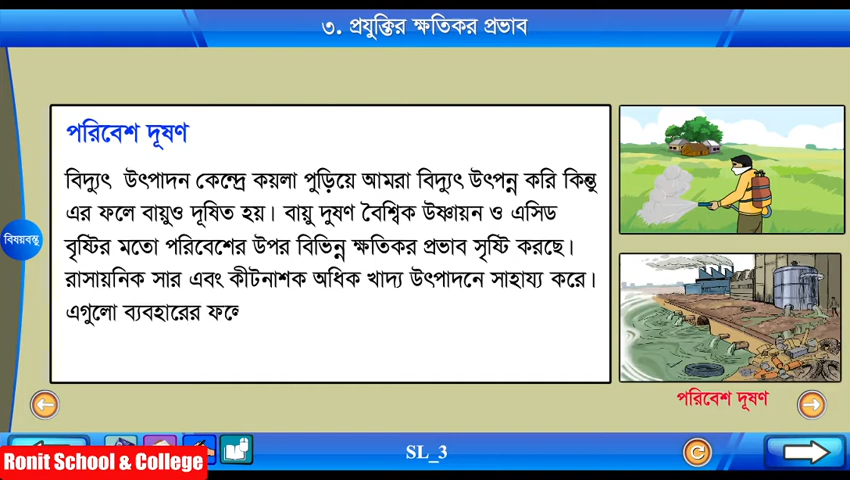 ৩. প্রযুক্তির ক্ষতিকর প্রভাব
পরিবেশ দূষণ
বিদ্যুৎ উৎপাদন কেন্দ্রে কয়লা পুড়িয়ে আমরা বিদ্যুৎ উৎপন্ন করি কিন্তু
এর ফলে বায়ুও দূষিত হয়। বায়ু দুষণ বৈশ্বিক উষ্ণায়ন ও এসিড
বৃষ্টির মতো পরিবেশের উপর বিভিন্ন ক্ষতিকর প্রভাব সৃষ্টি করছে।
রাসায়নিক সার এবং কীটনাশক অধিক খাদ্য উৎপাদনে সাহায্য করে।
এগুলো ব্যবহারের ফলে
বিষয়বস্তু
পরিবেশ দূষণ
SL_3
Ronit School & College